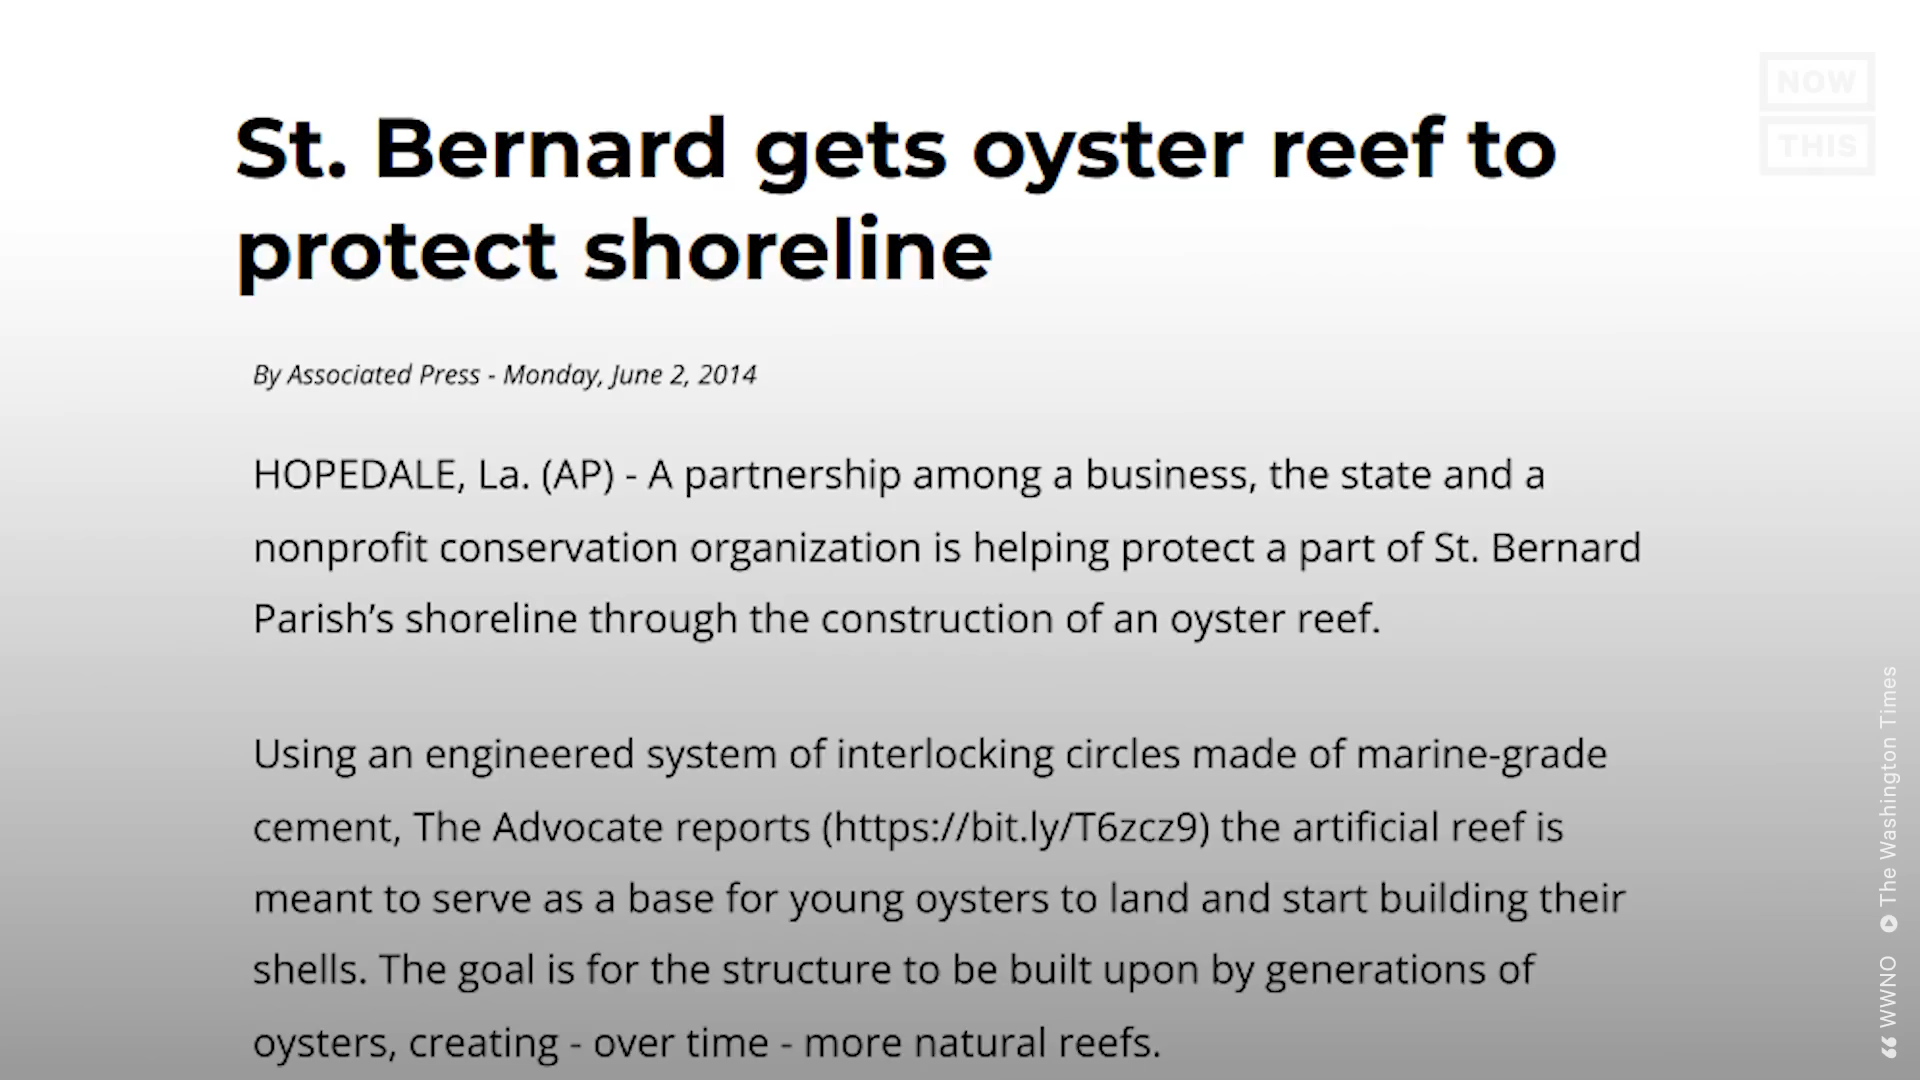 NOW
THIS
St. Bernard gets oyster reef to
protect shoreline
By Associated Press - Monday, June 2, 2014
HOPEDALE, La. (AP) - A partnership among a business, the state and a
nonprofit conservation organization is helping protect a part of St. Bernard
Parish’s shoreline through the construction of an oyster reef.
Using an engineered system of interlocking circles made of marine-grade
cement, The Advocate reports (https://bit.ly/T6zcz9) the artificial reef is
meant to serve as a base for young oysters to land and start building their
shells. The goal is for the structure to be built upon by generations of
oysters, creating - over time - more natural reefs.
WWNO The Washington Times